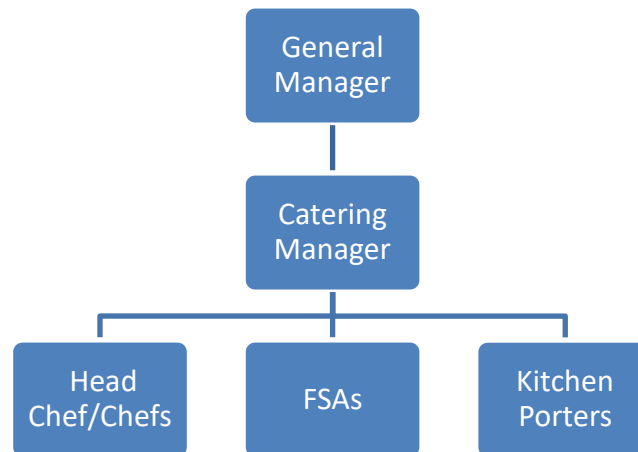 General
Manager
Catering
Manager
Head
Chef/Chefs
FSAs
Kitchen
Porters